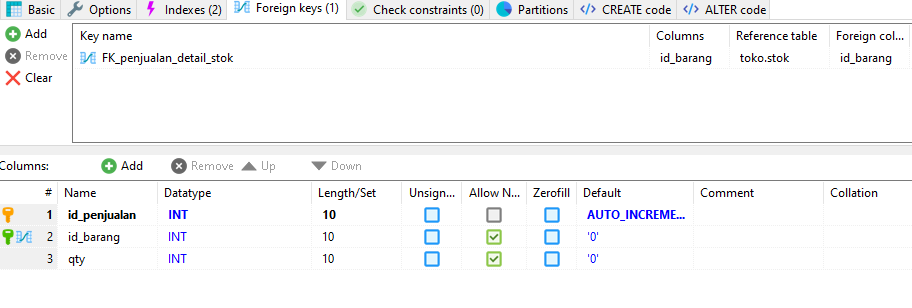 Basic Options Indexes (2) Foreign keys (1) Check constraints (0) Partitions CREATE code ALTER code
Add Key name Columns Reference table Foreign col...
Remove FK_penjualan_detail_stok id_barang toko.stok id_barang
Clear
Columns: Add Remove Up Down
# Name Datatype Length/Set Unsign... Allow N... Zerofill Default Comment Collation
1 id_penjualan INT 10 AUTO_INCREME...
2 id_barang INT 10 '0'
3 qty INT 10 '0'